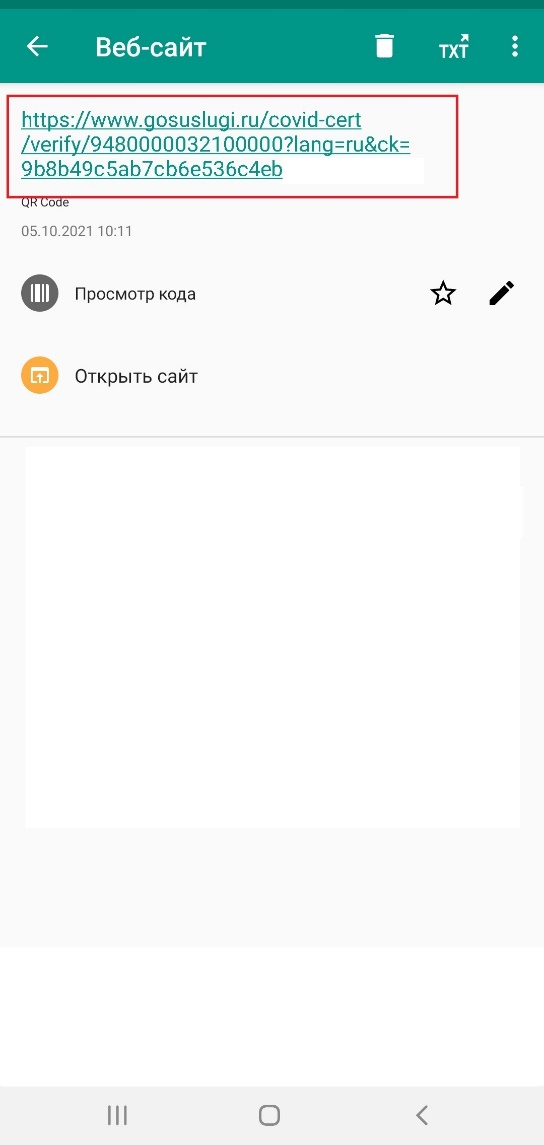 Веб-сайт
TXT
https://www.gosuslugi.ru/covid-cert
/verify/9480000032100000?lang=ru&ck=
9b8b49c5ab7cb6e536c4eb
QR Code
05.10.2021 10:11
Просмотр кода
Открыть сайт